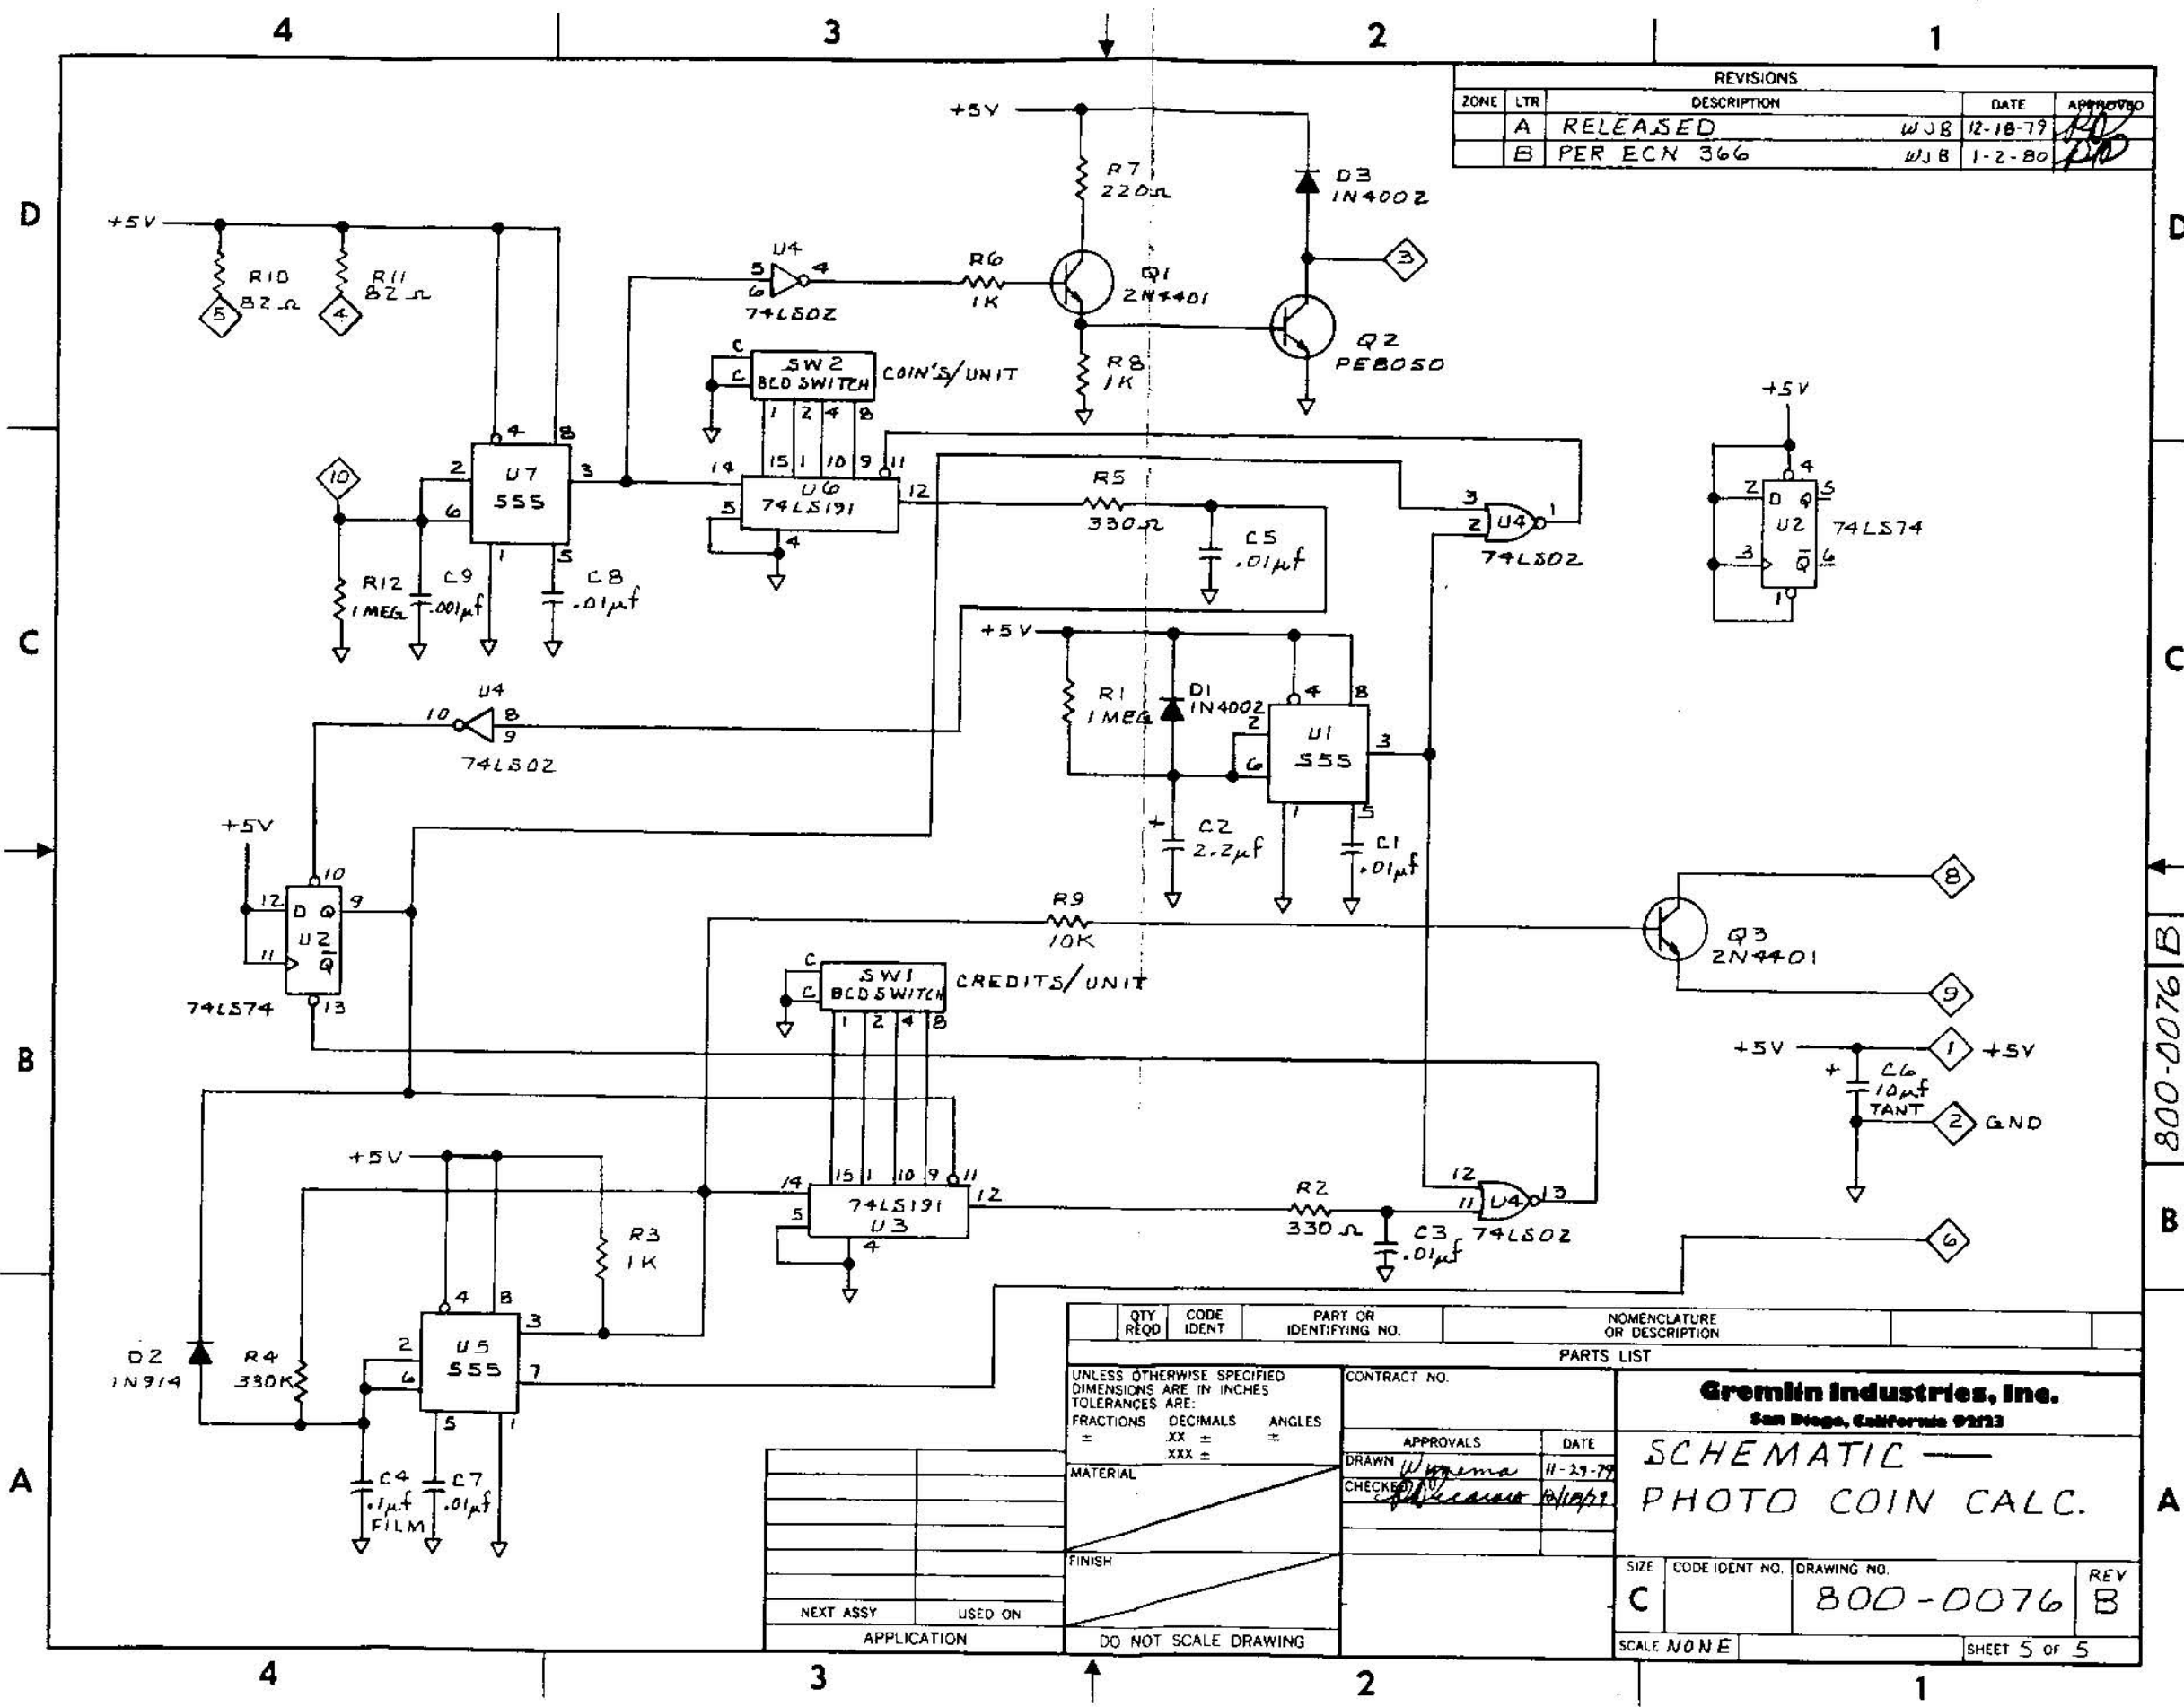 4
3
2
1
REVISIONS
ZONE LTR DESCRIPTION DATE APPROVED
A RELEASED WJB 12-18-79
B PER ECN 366 WJB 1-2-80
D
D
+5V
R7
220Ω
D3
1N4002
3
+5V
R10
82Ω
5
R11
82Ω
4
U4
5
6
4
74LS02
R6
1K
Q1
2N4401
R8
1K
Q2
PE8050
C
C
SW2
BCD SWITCH
COIN'S/UNIT
1 2 4 8
+5V
10
2
6
4
8
U7
555
3
1
5
R12
1 MEG
C9
.001µf
C8
.01µf
14
15 1 10 9 11
U6
74LS191
5
4
12
R5
330Ω
C5
.01µf
3
2
U4
1
74LS02
4
2 D Q 5
U2
74LS74
3 Q 6
1
C
C
+5V
R1
1 MEG
D1
1N4002
4
8
2
6
U1
555
3
1
5
+
C2
2.2µf
C1
.01µf
U4
10
8
9
74LS02
+5V
10
12 D Q 9
U2
11 Q
74LS74
13
R9
10K
8
Q3
2N4401
9
C
C
SW1
BCD SWITCH
CREDITS/UNIT
1 2 4 8
B
B
800-0076 B
+5V
1
+5V
+
C6
10µf
TANT
2
GND
+5V
14
15 1 10 9 11
74LS191
U3
5
4
12
R2
330Ω
C3
.01µf
12
11
U4
13
74LS02
6
R3
1K
D2
1N914
R4
330K
4
8
2
6
U5
555
3
7
5
1
C4
.1µf
FILM
C7
.01µf
A
A
QTY REQD
CODE IDENT
PART OR IDENTIFYING NO.
NOMENCLATURE OR DESCRIPTION
PARTS LIST
UNLESS OTHERWISE SPECIFIED
DIMENSIONS ARE IN INCHES
TOLERANCES ARE:
FRACTIONS DECIMALS ANGLES
± .XX ± ±
.XXX ±
MATERIAL
FINISH
DO NOT SCALE DRAWING
NEXT ASSY USED ON
APPLICATION
CONTRACT NO.
APPROVALS DATE
DRAWN 11-29-79
CHECKED
Gremlin Industries, Inc.
San Diego, California 92123
SCHEMATIC —
PHOTO COIN CALC.
SIZE
C
CODE IDENT NO.
DRAWING NO.
800-0076
REV
B
SCALE NONE
SHEET 5 OF 5
4
3
2
1